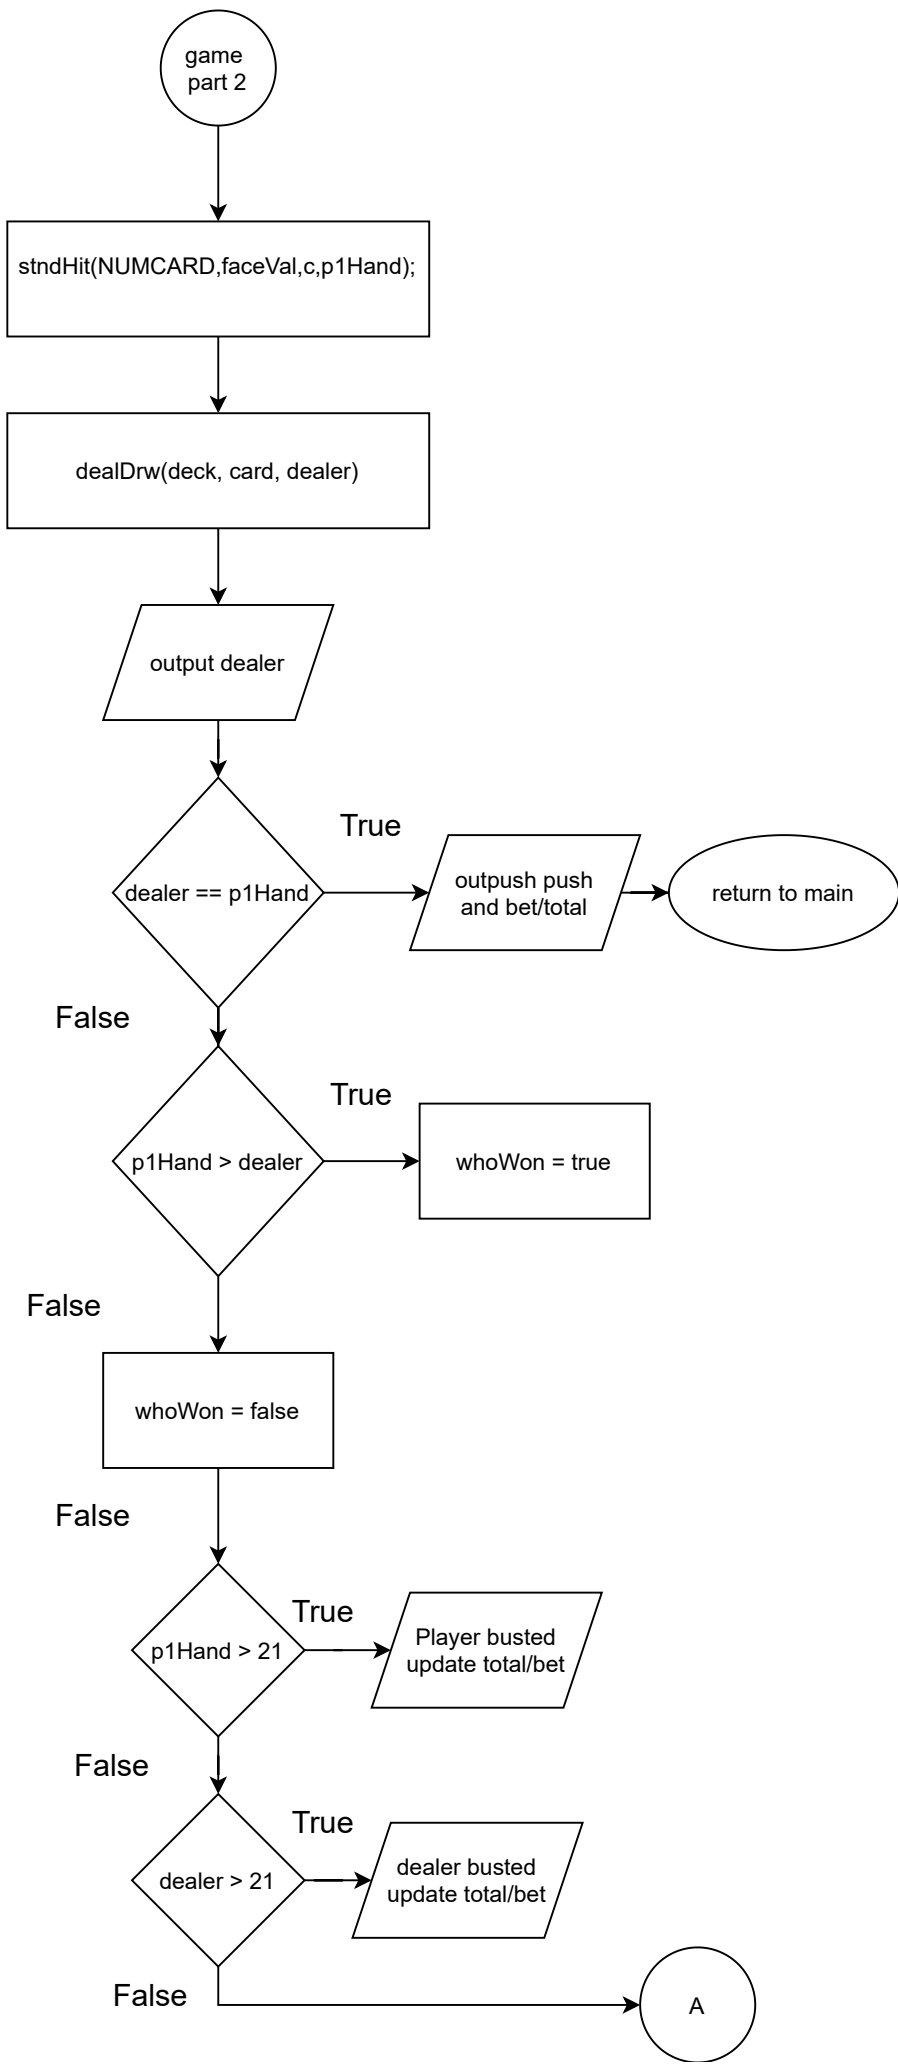 game
part 2
stndHit(NUMCARD,faceVal,c,p1Hand);
dealDrw(deck, card, dealer)
output dealer
dealer == p1Hand
True
outpush push
and bet/total
return to main
False
p1Hand > dealer
True
whoWon = true
False
whoWon = false
False
p1Hand > 21
True
Player busted
update total/bet
False
dealer > 21
True
dealer busted
update total/bet
False
A